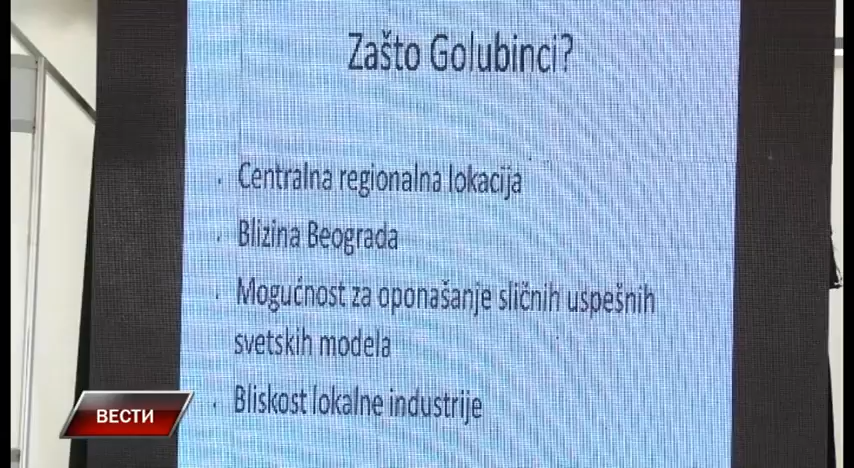 Zašto Golubinci?
Centralna regionalna lokacija
Blizina Beograda
Mogućnost za oponašanje sličnih uspešnih
svetskih modela
Bliskost lokalne industrije
ВЕСТИ